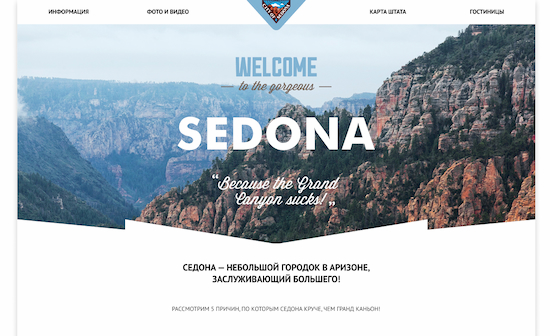 ИНФОРМАЦИЯ
ФОТО И ВИДЕО
КАРТА ШТАТА
ГОСТИНИЦЫ
WELCOME
— to the gorgeous —
SEDONA
“Because the Grand
Canyon sucks!”
СЕДОНА — НЕБОЛЬШОЙ ГОРОДОК В АРИЗОНЕ,
ЗАСЛУЖИВАЮЩИЙ БОЛЬШЕГО!
РАССМОТРИМ 5 ПРИЧИН, ПО КОТОРЫМ СЕДОНА КРУЧЕ, ЧЕМ ГРАНД КАНЬОН!